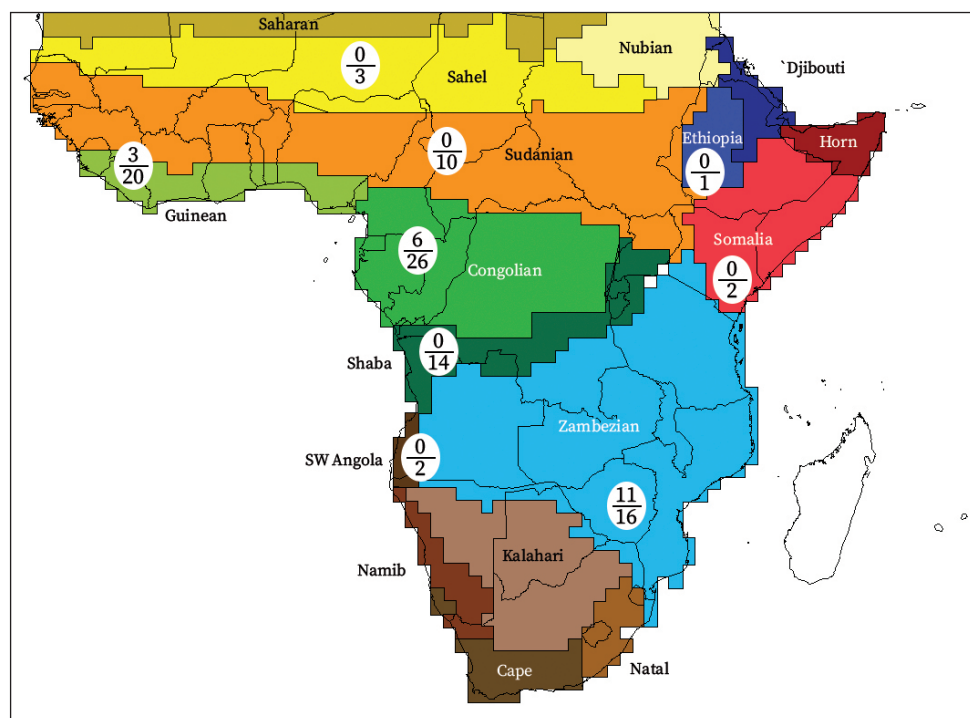 Saharan
Nubian
0
3
Sahel
`Djibouti
Ethiopia
Horn
3
20
0
10
Sudānian
0
1
Guinean
Somalia
6
26
Congolian
0
2
Shaba
0
14
Zambezian
SW Angola
0
2
11
16
Kalahari
Namib
Cape
Natal